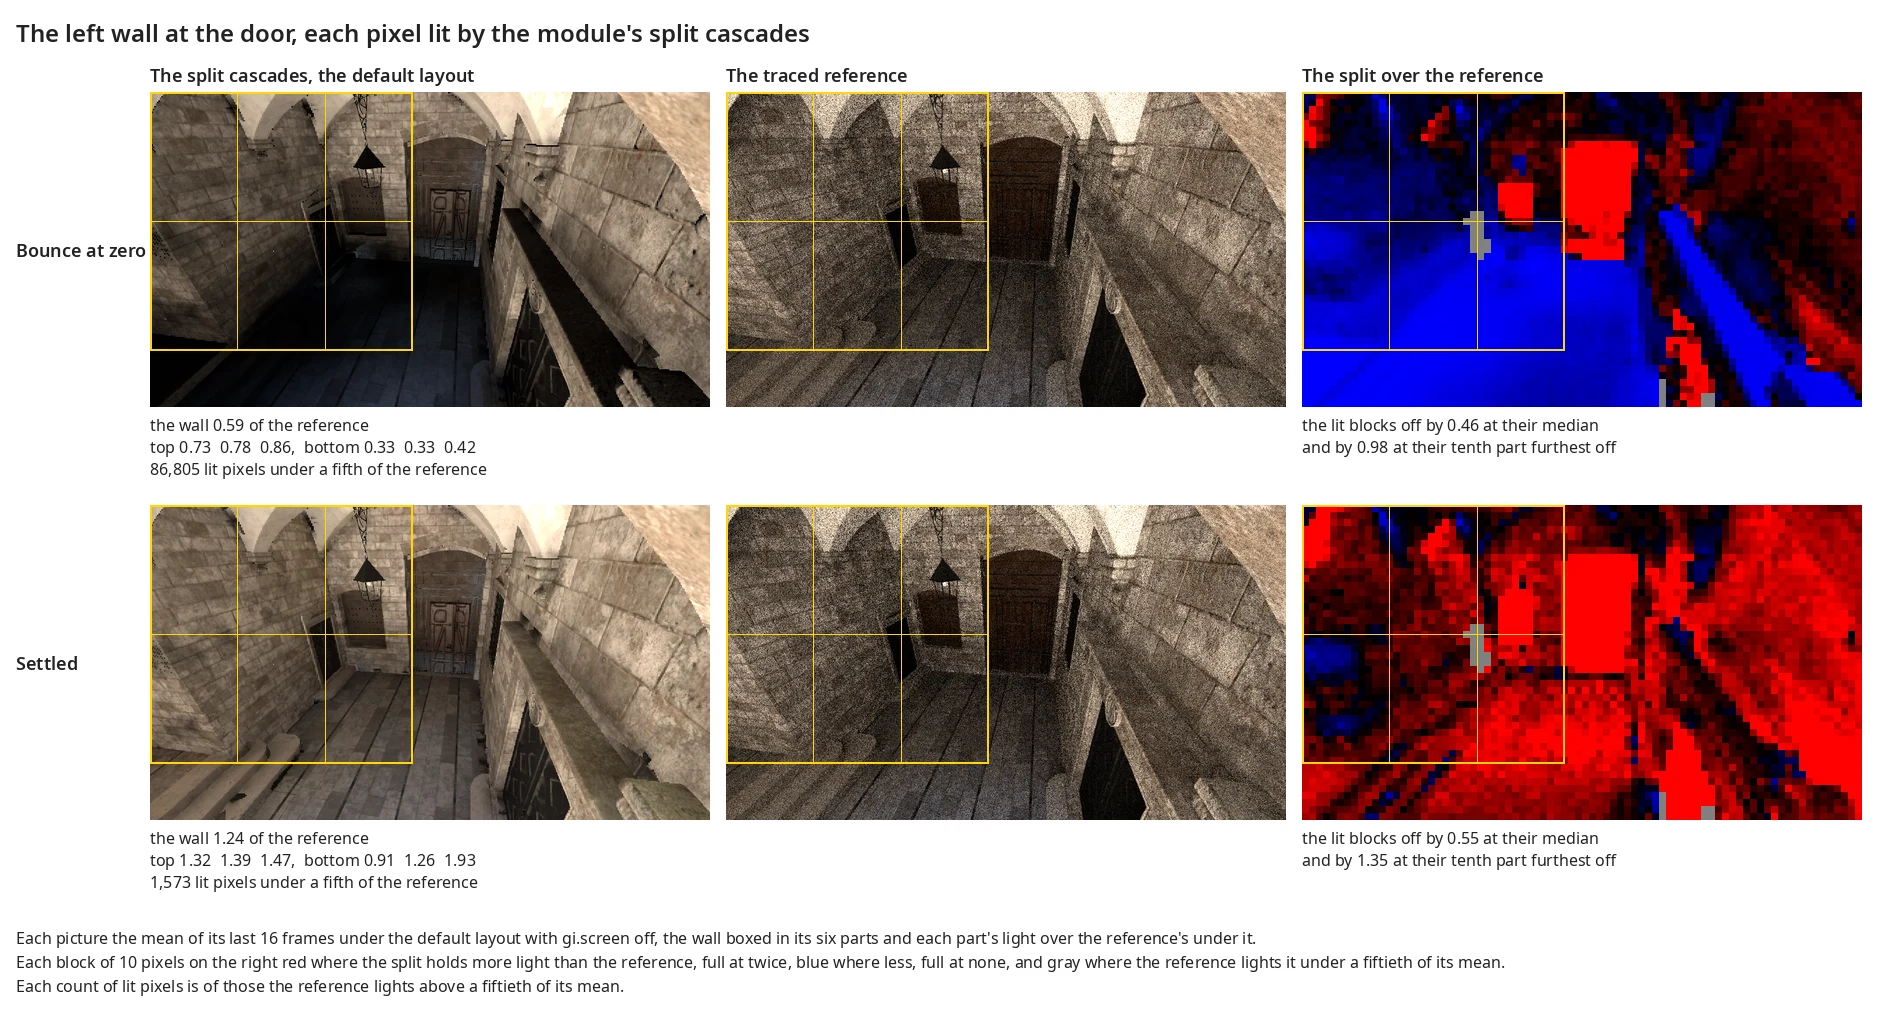 The left wall at the door, each pixel lit by the module's split cascades
The split cascades, the default layout
The traced reference
The split over the reference
Bounce at zero
the wall 0.59 of the reference
top 0.73 0.78 0.86, bottom 0.33 0.33 0.42
86,805 lit pixels under a fifth of the reference
the lit blocks off by 0.46 at their median
and by 0.98 at their tenth part furthest off
Settled
the wall 1.24 of the reference
top 1.32 1.39 1.47, bottom 0.91 1.26 1.93
1,573 lit pixels under a fifth of the reference
the lit blocks off by 0.55 at their median
and by 1.35 at their tenth part furthest off
Each picture the mean of its last 16 frames under the default layout with gi.screen off, the wall boxed in its six parts and each part's light over the reference's under it.
Each block of 10 pixels on the right red where the split holds more light than the reference, full at twice, blue where less, full at none, and gray where the reference lights it under a fiftieth of its mean.
Each count of lit pixels is of those the reference lights above a fiftieth of its mean.